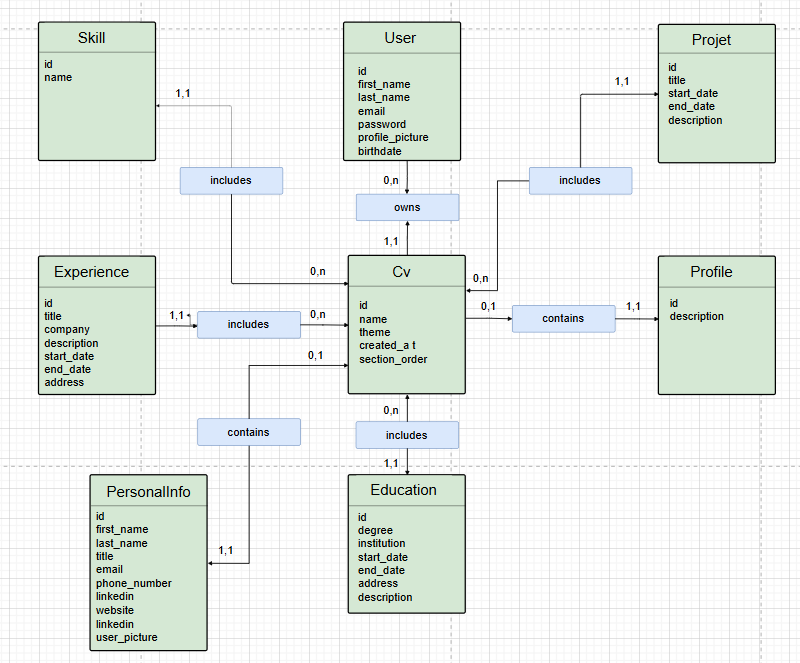 Skill
id
name
User
id
first_name
last_name
email
password
profile_picture
birthdate
Projet
id
title
start_date
end_date
description
1,1
1,1
includes
0,n
owns
1,1
includes
0,n
0,n
Experience
id
title
company
description
start_date
end_date
address
1,1
includes
0,n
Cv
id
name
theme
created_a t
section_order
0,1
contains
1,1
Profile
id
description
0,1
contains
1,1
0,n
includes
1,1
PersonalInfo
id
first_name
last_name
title
email
phone_number
linkedin
website
linkedin
user_picture
Education
id
degree
institution
start_date
end_date
address
description